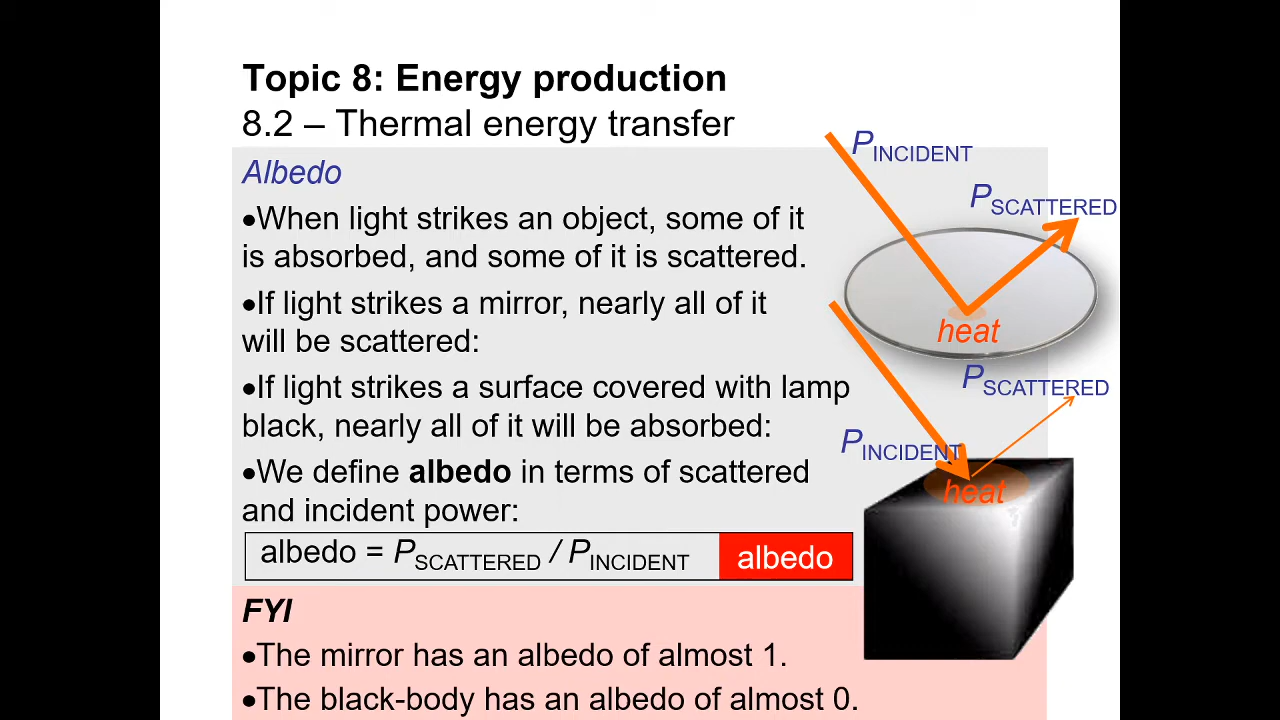 Topic 8: Energy production
8.2 – Thermal energy transfer
Albedo
•When light strikes an object, some of it
is absorbed, and some of it is scattered.
•If light strikes a mirror, nearly all of it
will be scattered:
•If light strikes a surface covered with lamp
black, nearly all of it will be absorbed:
•We define albedo in terms of scattered
and incident power:
albedo = PSCATTERED / PINCIDENT
albedo
FYI
•The mirror has an albedo of almost 1.
•The black-body has an albedo of almost 0.
PINCIDENT
PSCATTERED
heat
PSCATTERED
PINCIDENT
heat